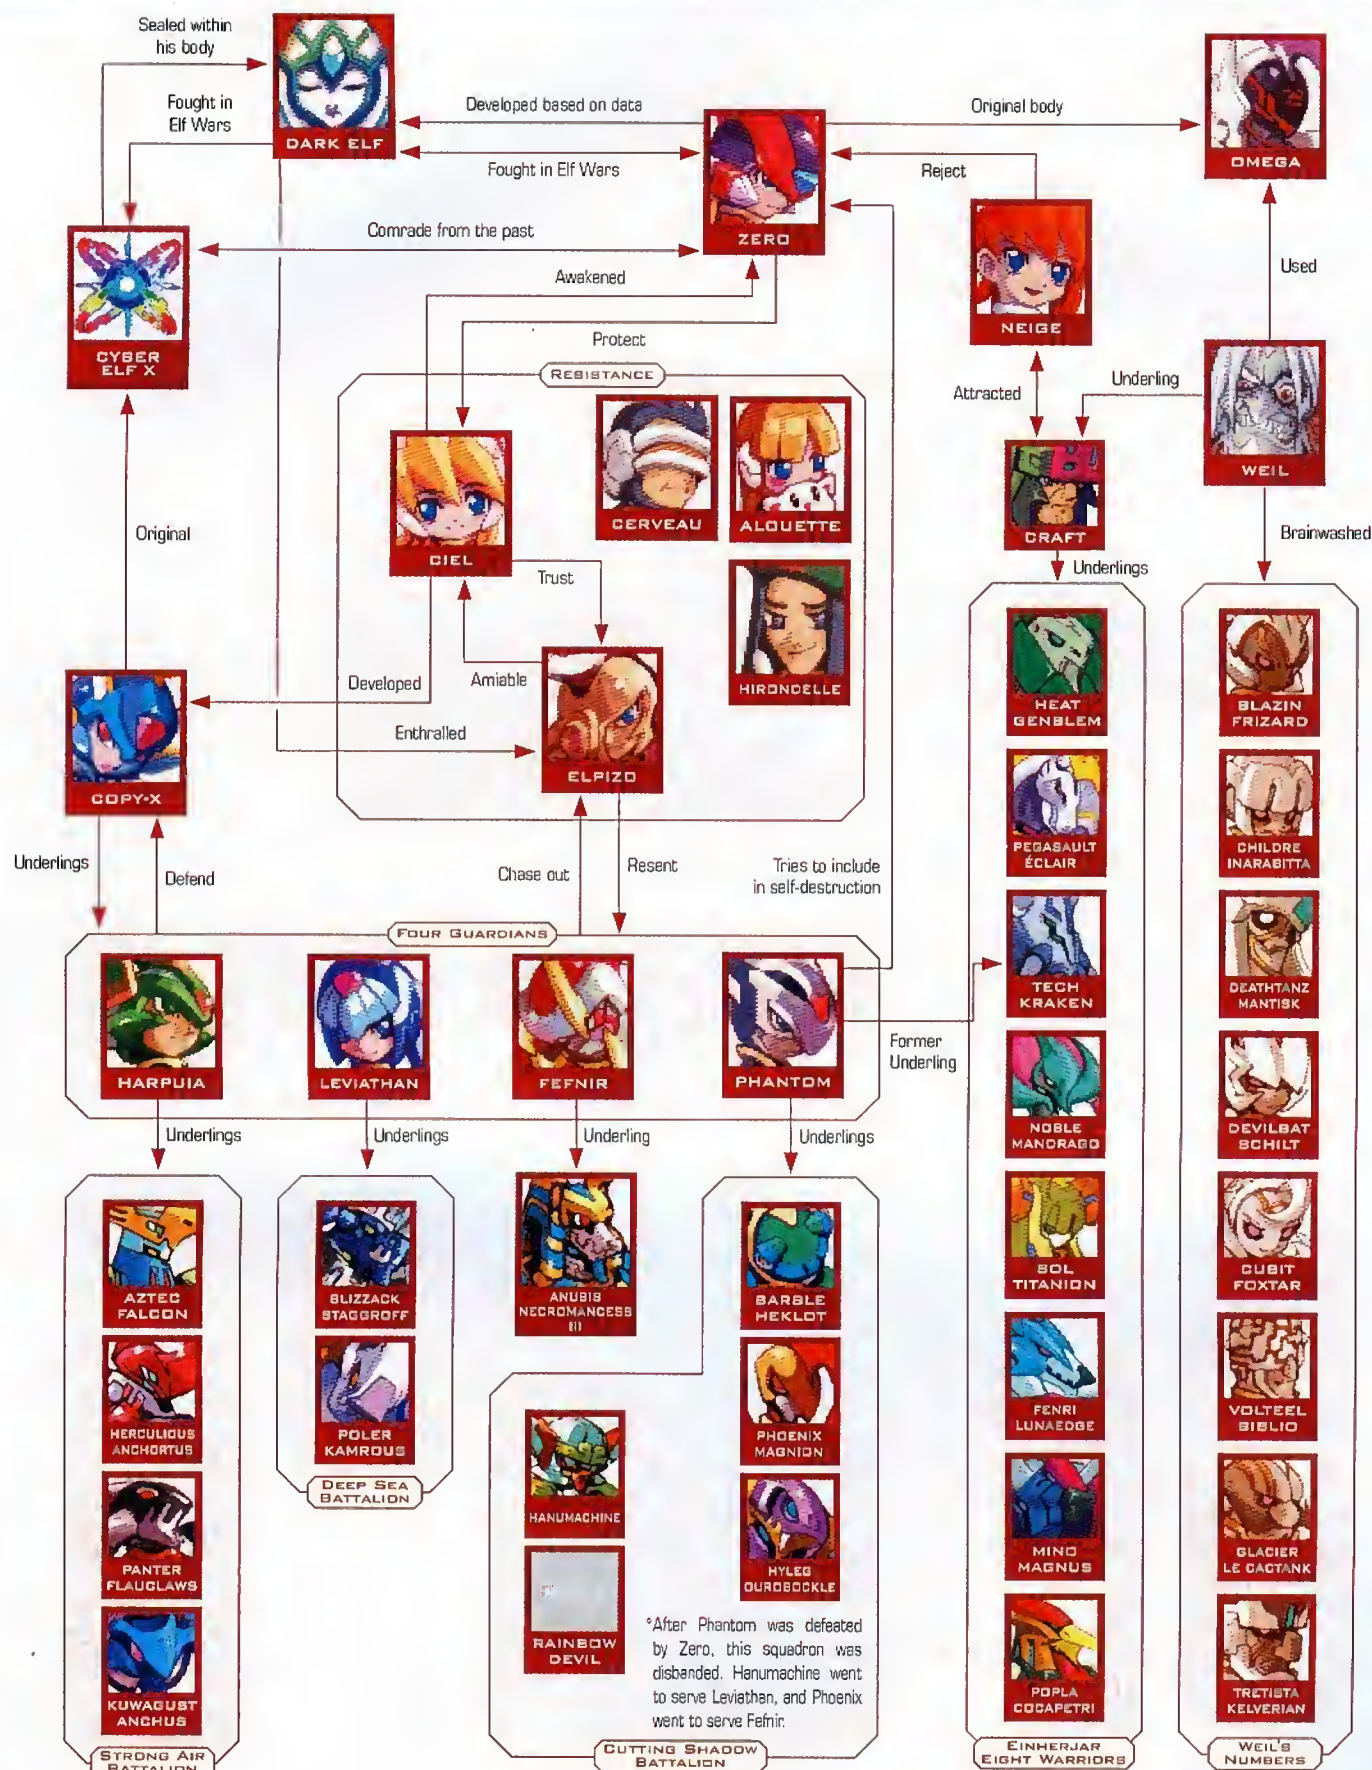 Sealed within
his body
DARK ELF
Fought in
Elf Wars
Developed based on data
Fought in Elf Wars
ZERO
Original body
OMEGA
Reject
NEIGE
Used
Comrade from the past
CYBER
ELF X
Awakened
Protect
RESISTANCE
CERVEAU
ALOUETTE
CIEL
Attracted
Underling
WEIL
CRAFT
Underlings
Brainwashed
Original
Trust
HIRONDELLE
Developed
Amiable
Enthralled
ELPIZO
COPY-X
Underlings
Defend
Chase out
Resent
Tries to include
in self-destruction
FOUR GUARDIANS
HARPUIA
LEVIATHAN
FEFNIR
PHANTOM
Former
Underling
Underlings
Underlings
Underling
Underlings
AZTEC
FALCON
HERCULIOUS
ANCHORTUS
PANTER
FLAUCLAWS
KUWAGUST
ANCHUS
STRONG AIR
BATTALION
BLIZZACK
STAGGROFF
POLER
KAMROUS
DEEP SEA
BATTALION
ANUBIS
NECROMANCESS
III
BARBLE
HEKLOT
PHOENIX
MAGNION
HANUMACHINE
HYLEG
OUROBOCKLE
RAINBOW
DEVIL
°After Phantom was defeated
by Zero, this squadron was
disbanded. Hanumachine went
to serve Leviathan, and Phoenix
went to serve Fefnir.
CUTTING SHADOW
BATTALION
HEAT
GENBLEM
PEGASAULT
ÉCLAIR
TECH
KRAKEN
NOBLE
MANDRAGO
SOL
TITANION
FENRI
LUNAEDGE
MINO
MAGNUS
POPLA
COCAPETRI
EINHERJAR
EIGHT WARRIORS
BLAZIN
FRIZARD
CHILDRE
INARABITTA
DEATHTANZ
MANTISK
DEVILBAT
SCHILT
CUBIT
FOXTAR
VOLTEEL
BIBLIO
GLACIER
LE CACTANK
TRETISTA
KELVERIAN
WEIL'S
NUMBERS